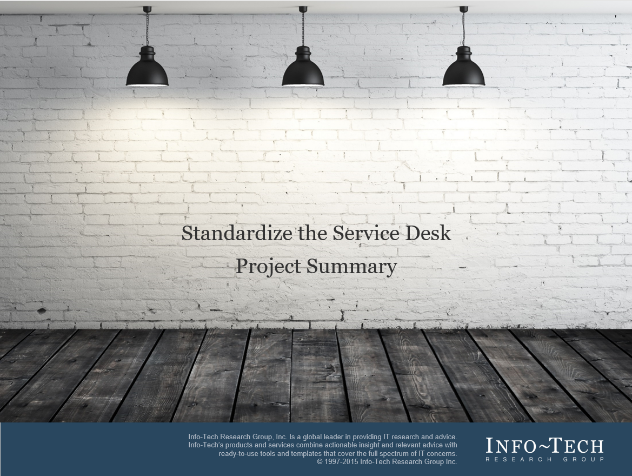 Standardize the Service Desk
Project Summary
Info-Tech Research Group, Inc. Is a global leader in providing IT research and advice.
Info-Tech's products and services combine actionable insight and relevant advice with
ready-to-use tools and templates that cover the full spectrum of IT concerns.
© 1997-2015 Info-Tech Research Group Inc.
INFO~TECH
RESEARCH GROUP